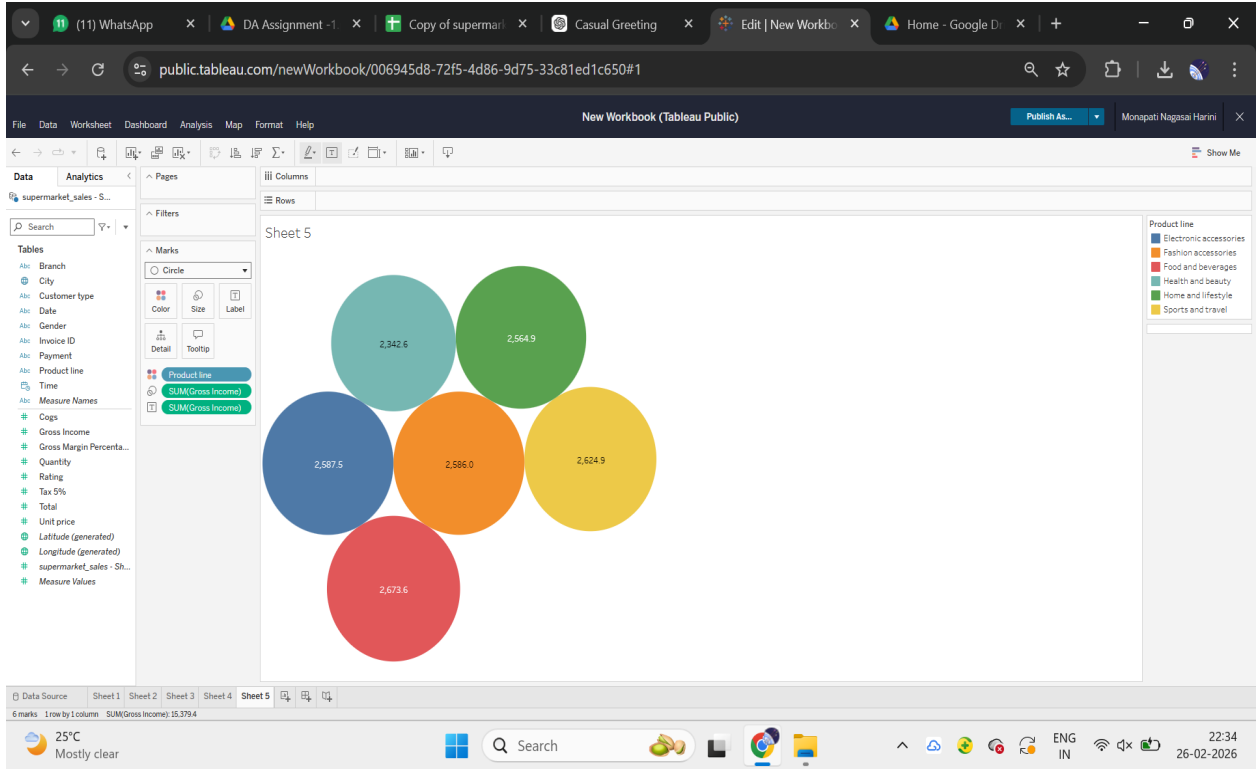 11 (11) WhatsApp
DA Assignment -1.
Copy of supermark
Casual Greeting
Edit | New Workbo
Home - Google Dr
public.tableau.com/newWorkbook/006945d8-72f5-4d86-9d75-33c81ed1c650#1
New Workbook (Tableau Public)
Publish As...
Monapati Nagasai Harini
File Data Worksheet Dashboard Analysis Map Format Help
Show Me
Data Analytics
Pages
Columns
supermarket_sales - S...
Rows
Filters
Search
Sheet 5
Product line
Electronic accessories
Fashion accessories
Food and beverages
Health and beauty
Home and lifestyle
Sports and travel
Tables
Abc Branch
City
Abc Customer type
Abc Date
Abc Gender
Abc Invoice ID
Abc Payment
Abc Product line
Time
Abc Measure Names
# Cogs
# Gross Income
# Gross Margin Percenta...
# Quantity
# Rating
# Tax 5%
# Total
# Unit price
Latitude (generated)
Longitude (generated)
# supermarket_sales - Sh...
# Measure Values
Marks
Circle
Color Size Label
Detail Tooltip
Product line
SUM(Gross Income)
SUM(Gross Income)
2,342.6
2,564.9
2,587.5
2,586.0
2,624.9
2,673.6
Data Source Sheet 1 Sheet 2 Sheet 3 Sheet 4 Sheet 5
6 marks 1 row by 1 column SUM(Gross Income): 15,379.4
25°C
Mostly clear
Search
ENG
IN
22:34
26-02-2026